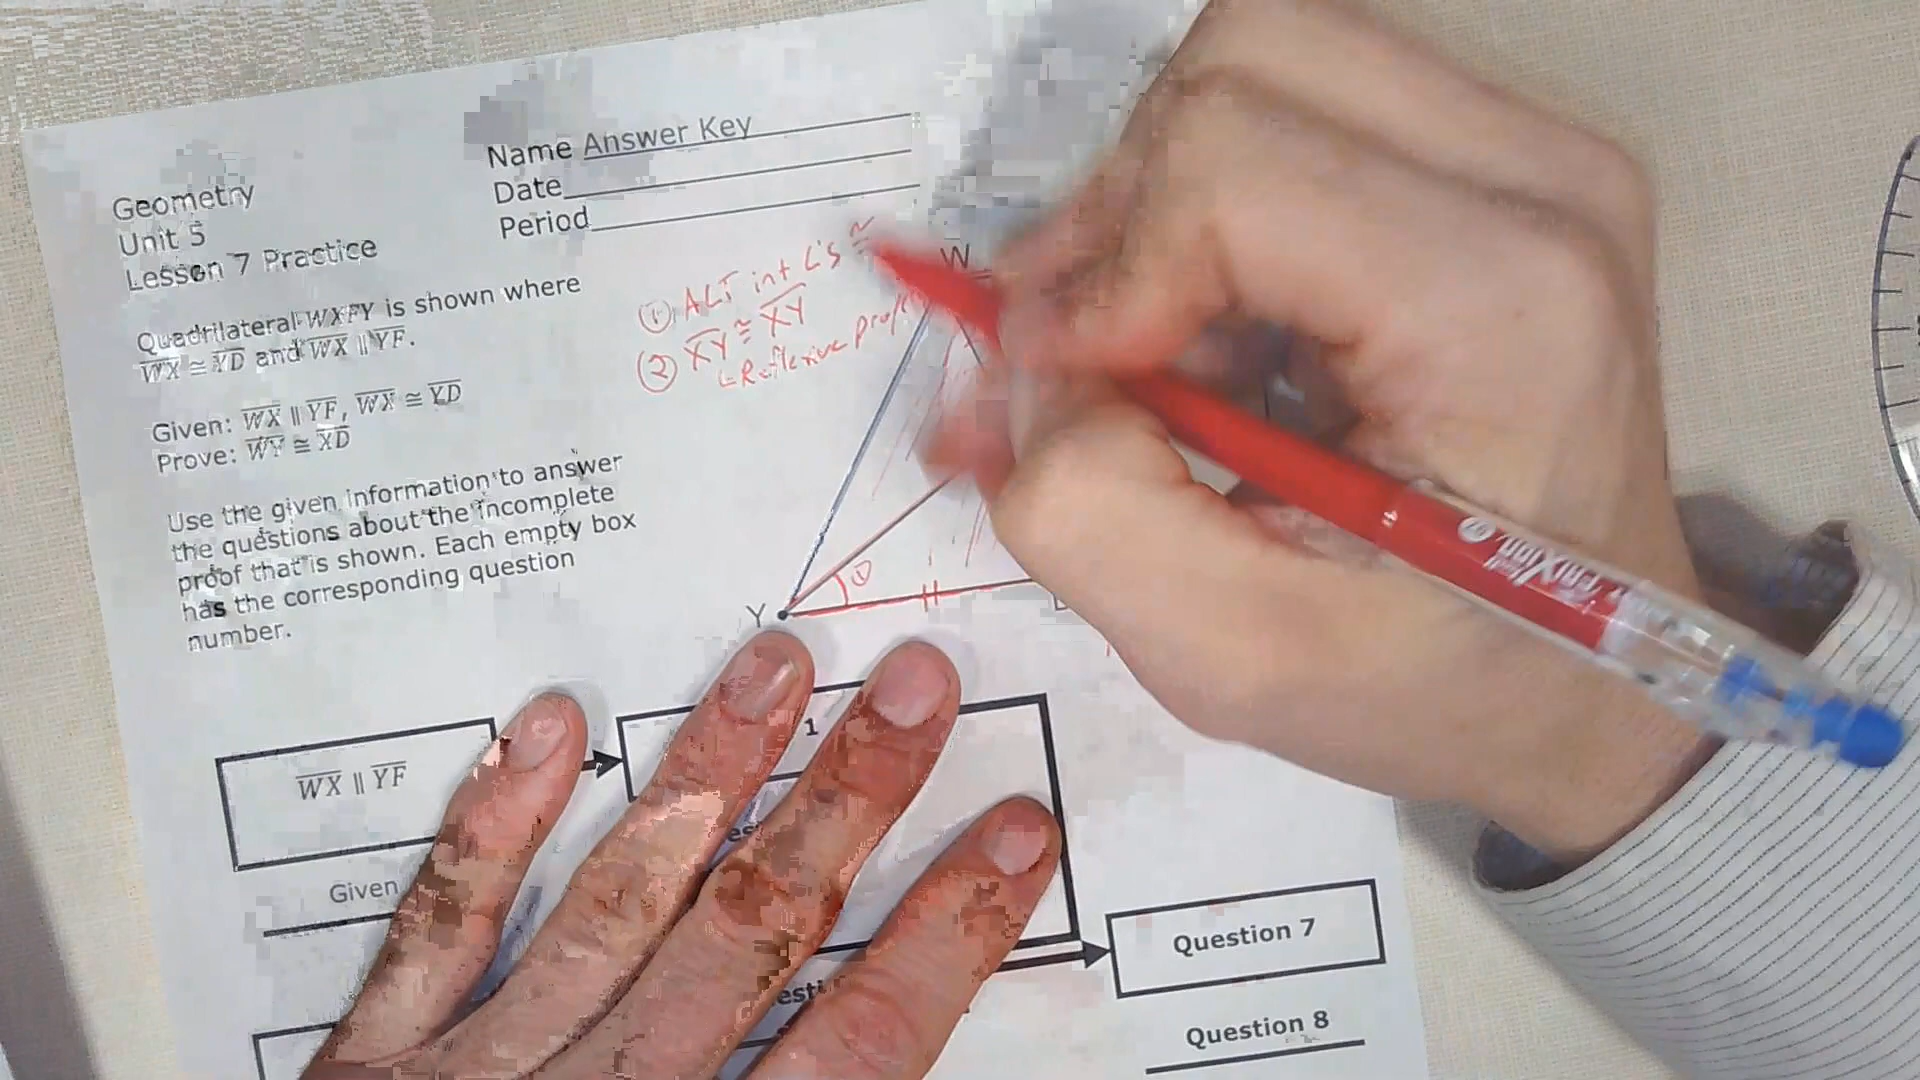 Name Answer Key
Date
Period
Geometry
Unit 5
Lesson 7 Practice
Quadrilateral WXFY is shown where
WX ≅ YD and WX ∥ YF.
Given: WX ∥ YF, WX ≅ YD
Prove: WY ≅ XD
Use the given information to answer
the questions about the incomplete
proof that is shown. Each empty box
has the corresponding question
number.
① ALT int ∠'s ≅
② XY ≅ XY
↳Reflexive
W
①
Y
1
WX ∥ YF
Given
Question 7
Question 8